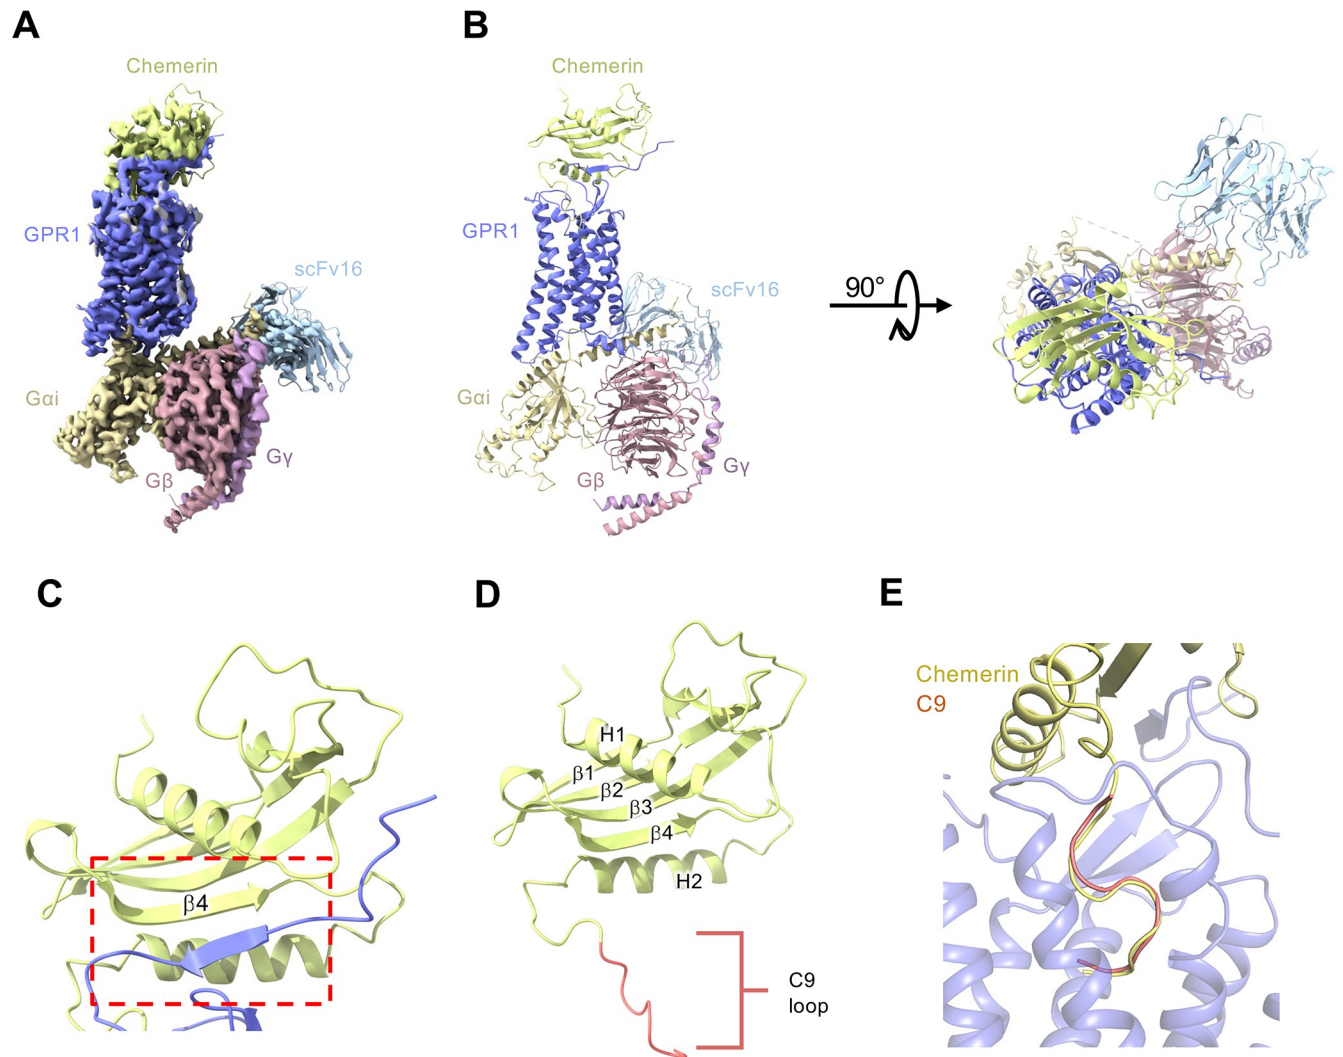 A
Chemerin
GPR1
scFv16
Gαi
Gβ
Gγ
B
Chemerin
GPR1
scFv16
Gαi
Gβ
Gγ
90°
C
β4
D
H1
β1
β2
β3
β4
H2
C9
loop
E
Chemerin
C9